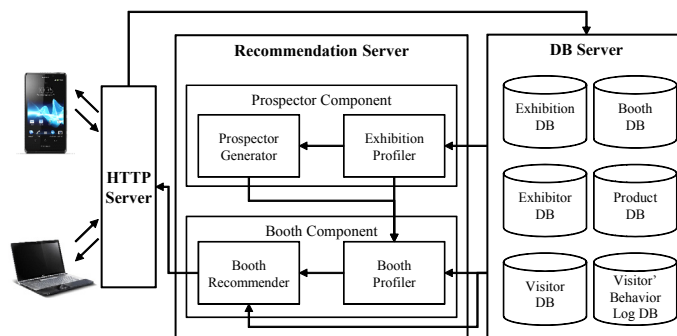 Recommendation Server
DB Server
Prospector Component
Prospector
Generator
Exhibition
Profiler
Exhibition
DB
Booth
DB
HTTP
Server
Exhibitor
DB
Product
DB
Booth Component
Booth
Recommender
Booth
Profiler
Visitor
DB
Visitor'
Behavior
Log DB